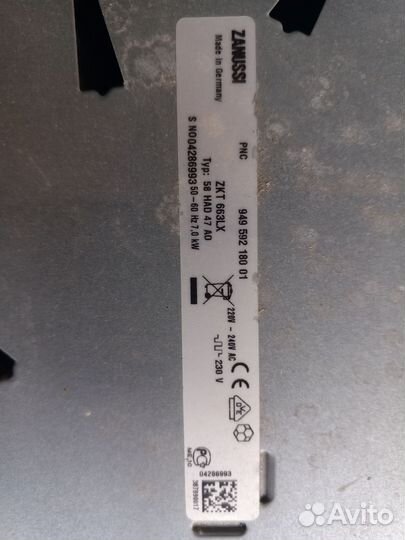 ZANUSSI
Made in Germany
PNC
949 592 180 01
ZKT 663LX
Typ: 58 HAD 47 AO
S NO04286993 50-60 Hz 7,0 kW
220V - 240V AC
230 V
CE
04286993
387890017
Avito